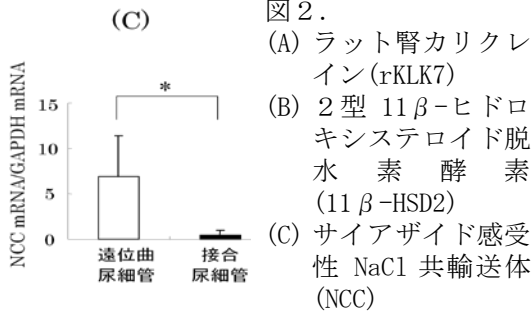 (C)
NCC mRNA/GAPDH mRNA
*
15
10
5
0
遠位曲
尿細管
接合
尿細管
図２.
(A) ラット腎カリクレ
イン(rKLK7)
(B) ２型 11β-ヒドロ
キシステロイド脱
水素酵素
(11β-HSD2)
(C) サイアザイド感受
性 NaCl 共輸送体
(NCC)